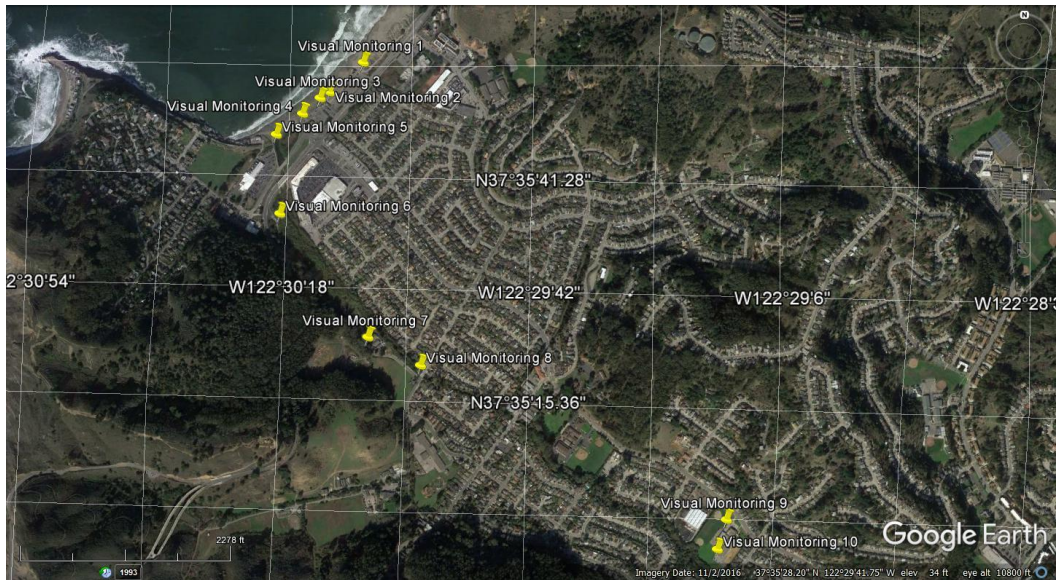 N
Visual Monitoring 1
Visual Monitoring 3
Visual Monitoring 2
Visual Monitoring 4
Visual Monitoring 5
N37°35'41.28"
Visual Monitoring 6
2°30'54"
W122°30'18"
W122°29'42"
W122°29'6"
W122°28'3
Visual Monitoring 7
Visual Monitoring 8
N37°35'15.36"
Visual Monitoring 9
Google Earth
Visual Monitoring 10
2278 ft
1993
Imagery Date: 11/2/2016 37°35'28.20" N 122°29'41.75" W elev 34 ft eye alt 10800 ft